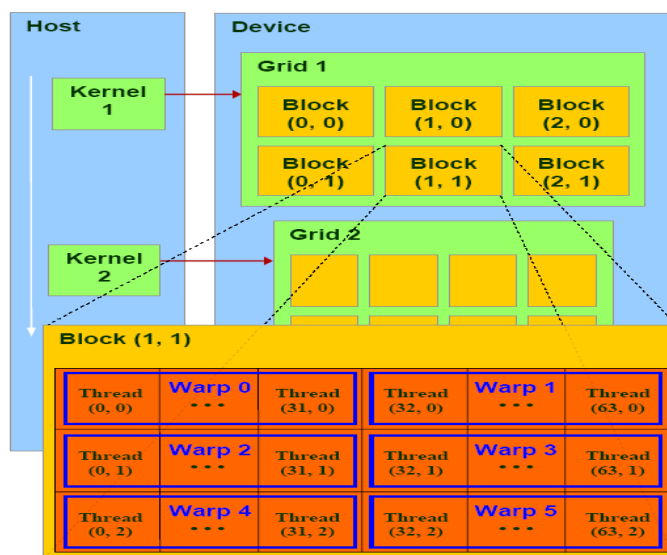 Host
Device
Kernel
1
Grid 1
Block
(0, 0)
Block
(1, 0)
Block
(2, 0)
Block
(0, 1)
Block
(1, 1)
Block
(2, 1)
Kernel
2
Grid 2
Block (1, 1)
Thread
(0, 0)
Warp 0
•••
Thread
(31, 0)
Thread
(32, 0)
Warp 1
•••
Thread
(63, 0)
Thread
(0, 1)
Warp 2
•••
Thread
(31, 1)
Thread
(32, 1)
Warp 3
•••
Thread
(63, 1)
Thread
(0, 2)
Warp 4
•••
Thread
(31, 2)
Thread
(32, 2)
Warp 5
•••
Thread
(63, 2)